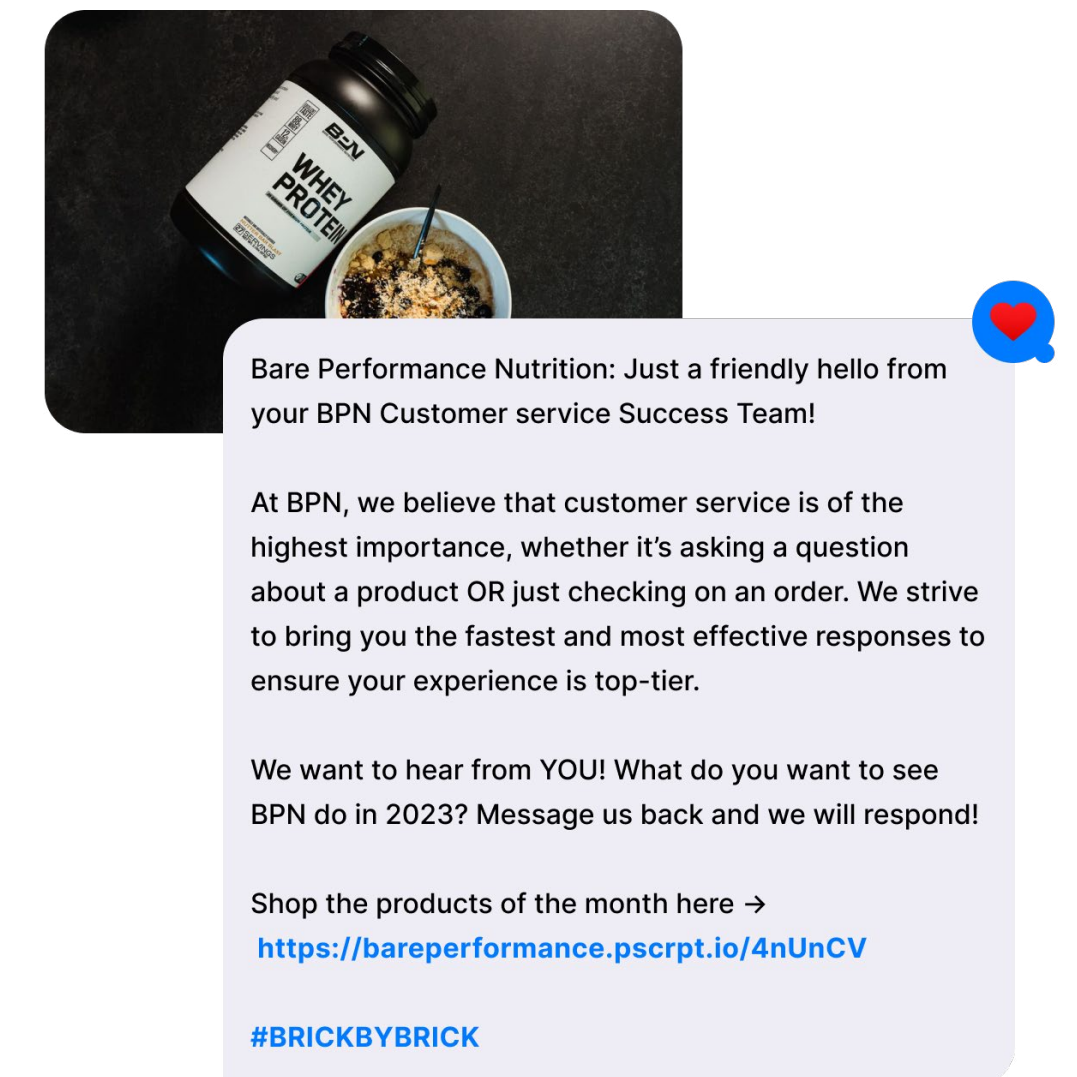 BPN
WHEY
PROTEIN
SERVINGS
Bare Performance Nutrition: Just a friendly hello from
your BPN Customer service Success Team!
At BPN, we believe that customer service is of the
highest importance, whether it’s asking a question
about a product OR just checking on an order. We strive
to bring you the fastest and most effective responses to
ensure your experience is top-tier.
We want to hear from YOU! What do you want to see
BPN do in 2023? Message us back and we will respond!
Shop the products of the month here →
https://bareperformance.pscrpt.io/4nUnCV
#BRICKBYBRICK